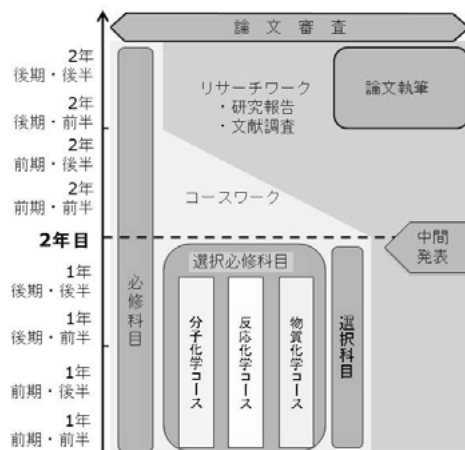 論文審査
2年
後期・後半
2年
後期・前半
2年
前期・後半
2年
前期・前半
2年目
1年
後期・後半
1年
後期・前半
1年
前期・後半
1年
前期・前半
必修科目
リサーチワーク
・研究報告
・文献調査
論文執筆
コースワーク
中間
発表
選択必修科目
分子化学コース
反応化学コース
物質化学コース
選択科目